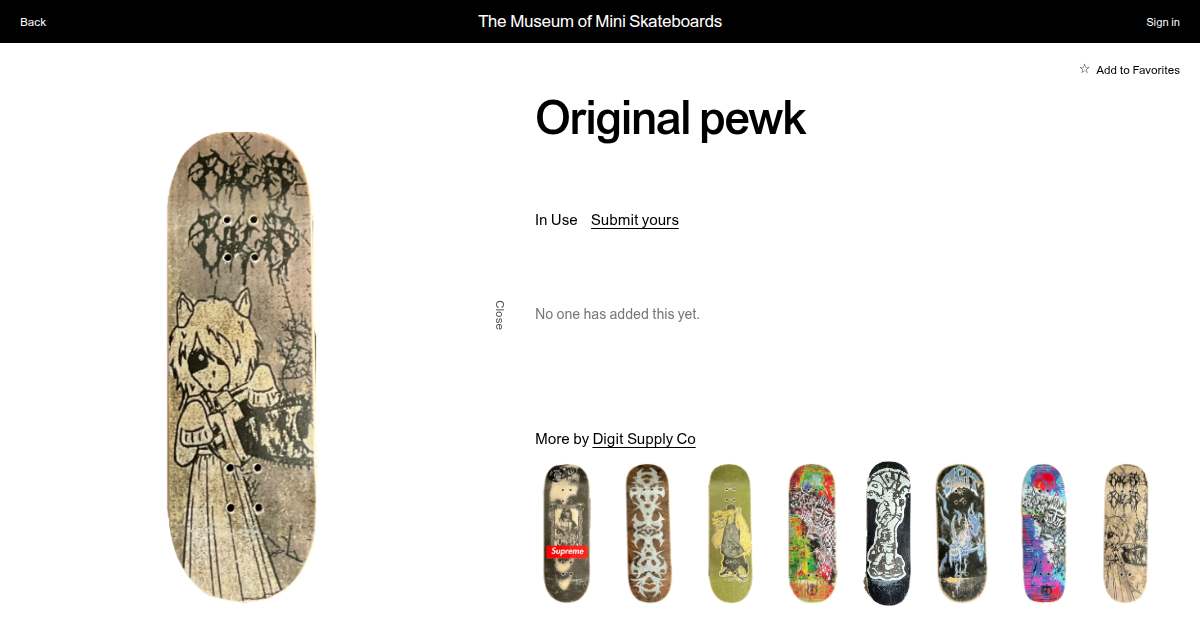 Back
The Museum of Mini Skateboards
Sign in
☆ Add to Favorites
Original pewk
In Use Submit yours
Close
No one has added this yet.
More by Digit Supply Co
Supreme